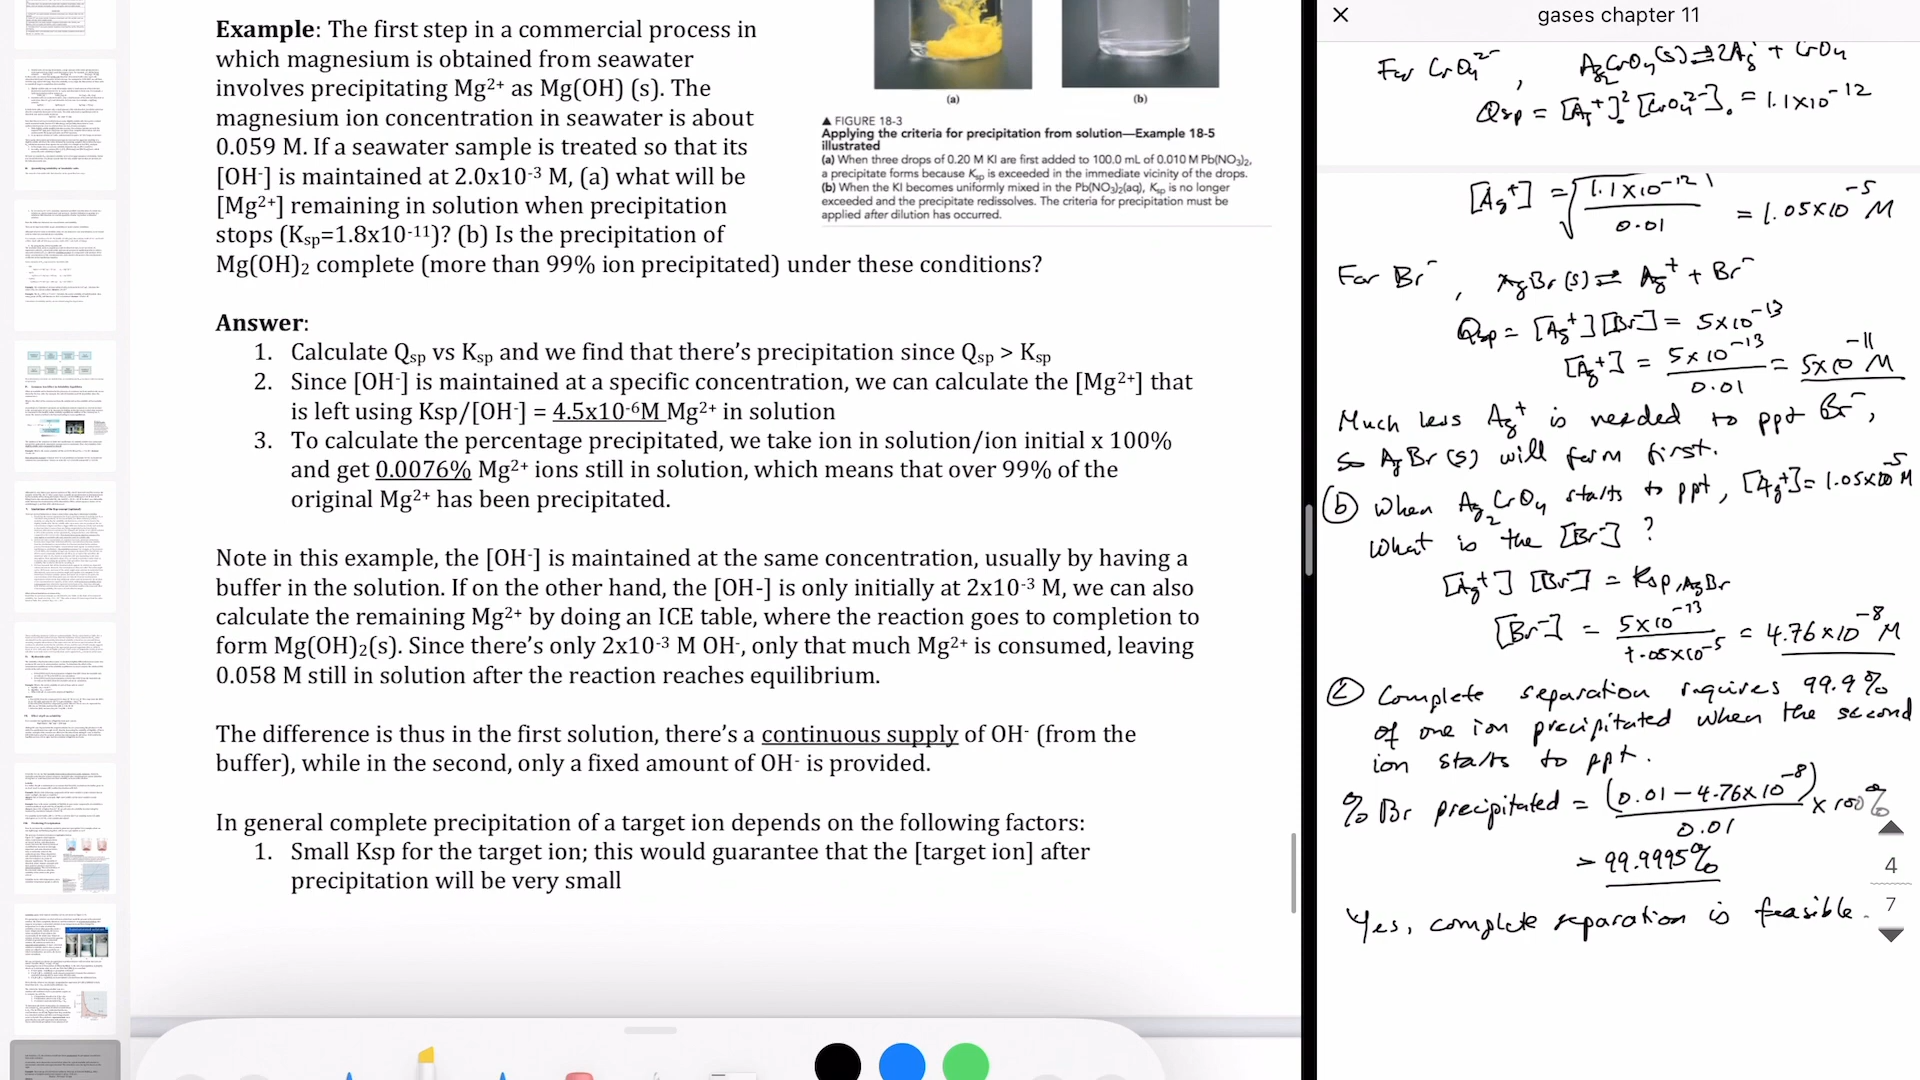 Example: The first step in a commercial process in
which magnesium is obtained from seawater
involves precipitating Mg²⁺ as Mg(OH) (s). The
magnesium ion concentration in seawater is about
0.059 M. If a seawater sample is treated so that its
[OH⁻] is maintained at 2.0x10⁻³ M, (a) what will be
[Mg²⁺] remaining in solution when precipitation
stops (Ksp=1.8x10⁻¹¹)? (b) Is the precipitation of
Mg(OH)₂ complete (more than 99% ion precipitated) under these conditions?
(a)
(b)
▲ FIGURE 18-3
Applying the criteria for precipitation from solution—Example 18-5
illustrated
(a) When three drops of 0.20 M KI are first added to 100.0 mL of 0.010 M Pb(NO₃)₂,
a precipitate forms because Ksp is exceeded in the immediate vicinity of the drops.
(b) When the KI becomes uniformly mixed in the Pb(NO₃)₂(aq), Ksp is no longer
exceeded and the precipitate redissolves. The criteria for precipitation must be
applied after dilution has occurred.
Answer:
1. Calculate Qsp vs Ksp and we find that there's precipitation since Qsp > Ksp
2. Since [OH⁻] is maintained at a specific concentration, we can calculate the [Mg²⁺] that
is left using Ksp/[OH⁻] = 4.5x10⁻⁶M Mg²⁺ in solution
3. To calculate the percentage precipitated, we take ion in solution/ion initial x 100%
and get 0.0076% Mg²⁺ ions still in solution, which means that over 99% of the
original Mg²⁺ has been precipitated.
Note in this example, the [OH⁻] is maintained at the same concentration, usually by having a
buffer in the solution. If on the other hand, the [OH-] is only initially at 2x10⁻³ M, we can also
calculate the remaining Mg²⁺ by doing an ICE table, where the reaction goes to completion to
form Mg(OH)₂(s). Since there's only 2x10⁻³ M OH⁻, only that much Mg²⁺ is consumed, leaving
0.058 M still in solution after the reaction reaches equilibrium.
The difference is thus in the first solution, there's a continuous supply of OH⁻ (from the
buffer), while in the second, only a fixed amount of OH⁻ is provided.
In general complete precipitation of a target ion depends on the following factors:
1. Small Ksp for the target ion; this would guarantee that the [target ion] after
precipitation will be very small
gases chapter 11
For CrO₄²⁻, Ag₂CrO₄(s) ⇌ 2Ag⁺ + CrO₄
Qsp = [Ag⁺]₀² [CrO₄²⁻]₀ = 1.1×10⁻¹²
[Ag⁺] = √(1.1×10⁻¹² / 0.01) = 1.05×10⁻⁵ M
For Br⁻, AgBr(s) ⇌ Ag⁺ + Br⁻
Qsp = [Ag⁺][Br⁻] = 5×10⁻¹³
[Ag⁺] = 5×10⁻¹³ / 0.01 = 5×10⁻¹¹ M
Much less Ag⁺ is needed to ppt Br⁻,
so AgBr(s) will form first.
(b) When Ag₂CrO₄ starts to ppt, [Ag⁺] = 1.05×10⁻⁵ M
What is the [Br⁻] ?
[Ag⁺] [Br⁻] = Ksp,AgBr
[Br⁻] = 5×10⁻¹³ / 1.05×10⁻⁵ = 4.76×10⁻⁸ M
(c) Complete separation requires 99.9%
of one ion precipitated when the second
ion starts to ppt.
% Br precipitated = (0.01 − 4.76×10⁻⁸) / 0.01 × 100%
= 99.9995%
Yes, complete separation is feasible.
4
7